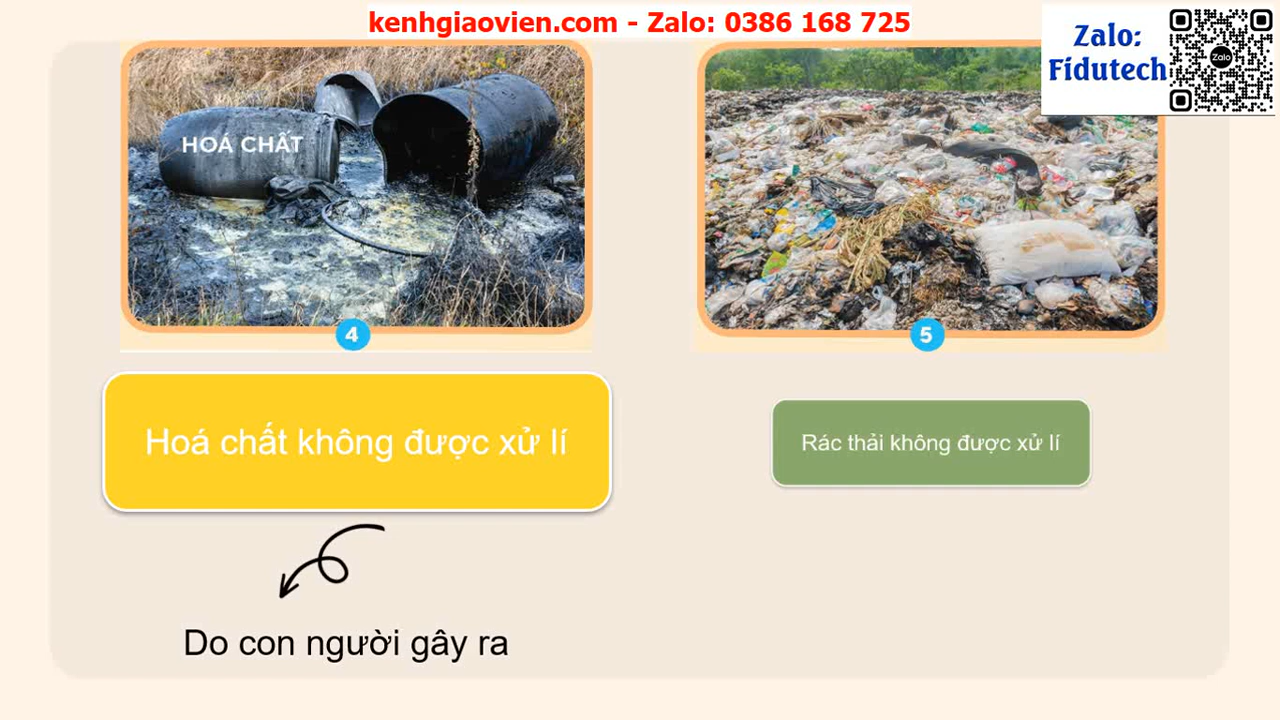 kenhgiaovien.com - Zalo: 0386 168 725
Zalo:
Fidutech
Zalo
HOÁ CHẤT
4
5
Hoá chất không được xử lí
Rác thải không được xử lí
Do con người gây ra